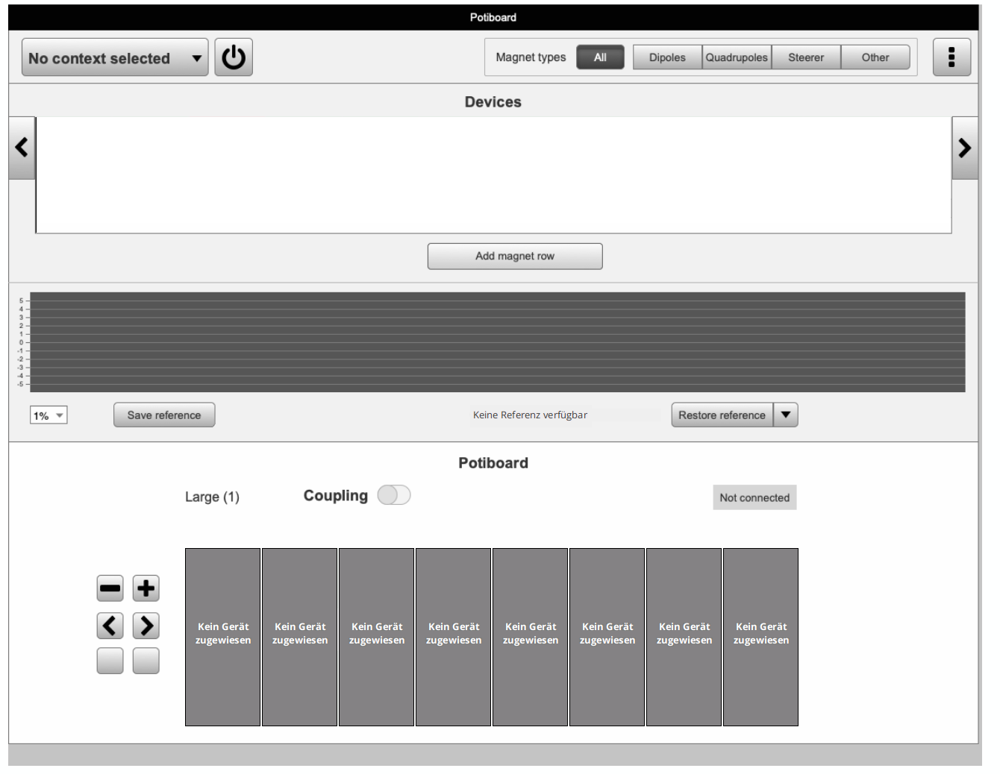 Potiboard
No context selected
Magnet types All Dipoles Quadrupoles Steerer Other
Devices
Add magnet row
5
4
3
2
1
0
-1
-2
-3
-4
-5
1% Save reference Keine Referenz verfügbar Restore reference
Potiboard
Large (1) Coupling Not connected
Kein Gerät zugewiesen
Kein Gerät zugewiesen
Kein Gerät zugewiesen
Kein Gerät zugewiesen
Kein Gerät zugewiesen
Kein Gerät zugewiesen
Kein Gerät zugewiesen
Kein Gerät zugewiesen